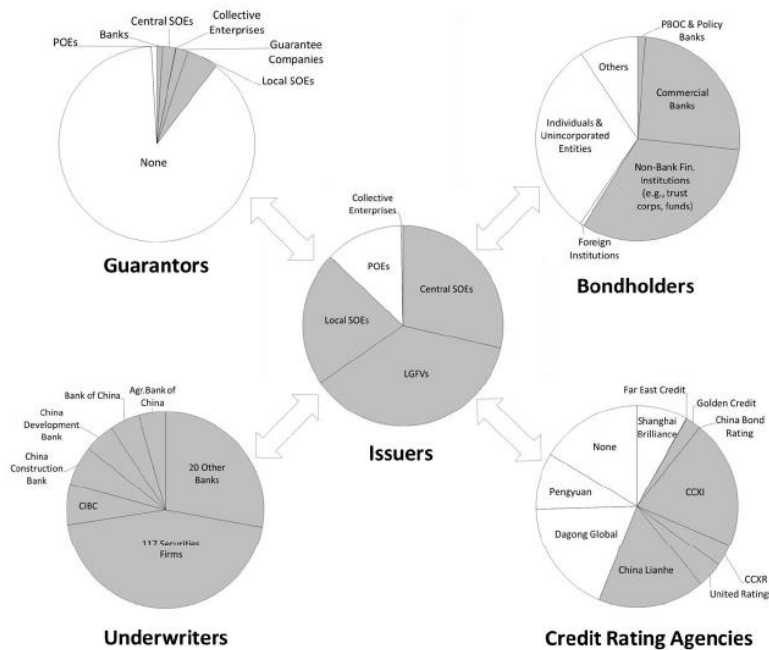 Central SOEs
Collective
Enterprises
Banks
POEs
Guarantee
Companies
Local SOEs
None
Guarantors
PBOC & Policy
Banks
Others
Commercial
Banks
Individuals &
Unincorporated
Entities
Non-Bank Fin.
Institutions
(e.g., trust
corps, funds)
Foreign
Institutions
Bondholders
Collective
Enterprises
POEs
Central SOEs
Local SOEs
LGFVs
Issuers
Agr.Bank of
China
Bank of China
China
Development
Bank
China
Construction
Bank
CIBC
20 Other
Banks
117 Securities
Firms
Underwriters
Far East Credit
Golden Credit
China Bond
Rating
Shanghai
Brilliance
None
CCXI
Pengyuan
Dagong Global
China Lianhe
CCXR
United Rating
Credit Rating Agencies